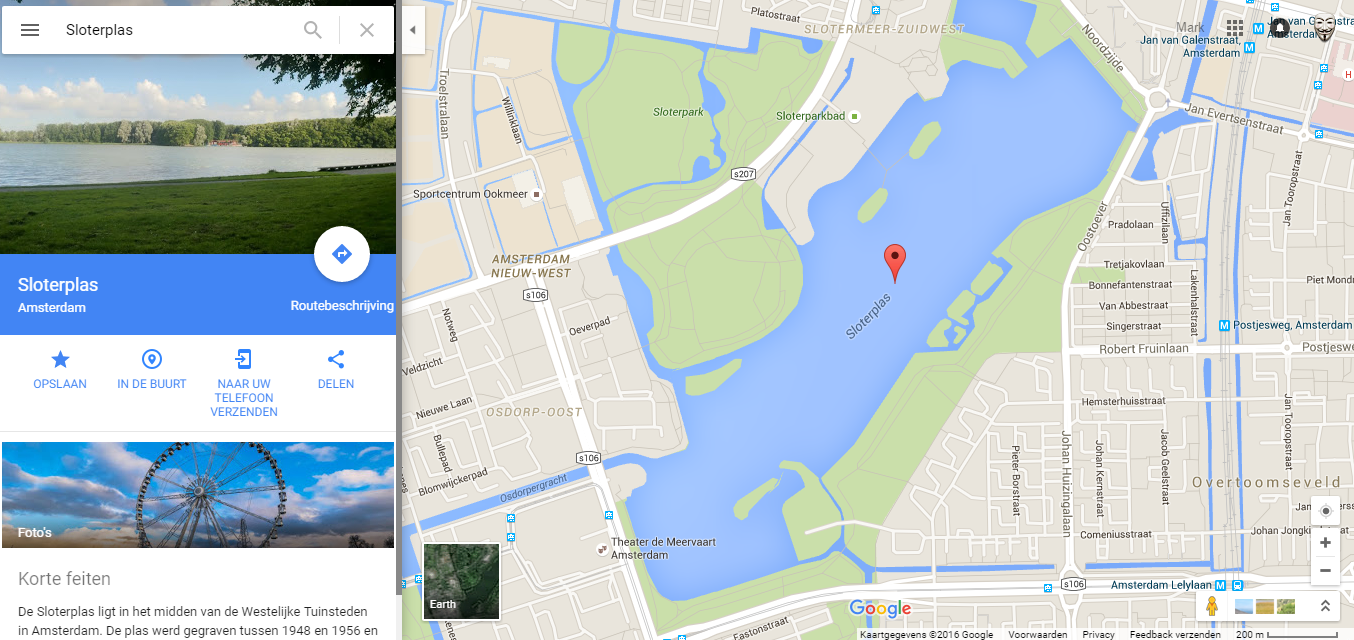 Sloterplas
Sloterplas
Amsterdam
Routebeschrijving
OPSLAAN
IN DE BUURT
NAAR UW
TELEFOON
VERZENDEN
DELEN
Foto's
Korte feiten
De Sloterplas ligt in het midden van de Westelijke Tuinsteden
in Amsterdam. De plas werd gegraven tussen 1948 en 1956 en
Platostraat
SLOTERMEER-ZUIDWEST
Mark
Jan van Galenstraat,
Amsterdam
Noordzijde
Troelstralaan
Willinklaan
Sloterpark
Sloterparkbad
Jan Evertsenstraat
s207
Sportcentrum Ookmeer
Jan Tooropstraat
Oostoever
Uffizilaan
Pradolaan
AMSTERDAM
NIEUW-WEST
Tretjakovlaan
Lakenhalstraat
Piet Mond
Bonnefantenstraat
s106
Van Abbestraat
Sloterplas
Notweg
Oeverpad
Singerstraat
Postjesweg, Amsterdam
Robert Fruinlaan
Postjesw
Veldzicht
Nieuwe Laan
OSDORP-OOST
Hemsterhuisstraat
Jan Tooropstraat
Bullepad
Johan Huizingalaan
Pieter Borstraat
Johan Kernstraat
Jacob Geelstraat
s106
Blomwijckerpad
Osdorpergracht
Overtoomseveld
Theater de Meervaart
Amsterdam
Comeniusstraat
Johan Jongki
Earth
s106
Amsterdam Lelylaan
Google
Eastonstraat
Kaartgegevens ©2016 Google
Voorwaarden
Privacy
Feedback verzenden
200 m